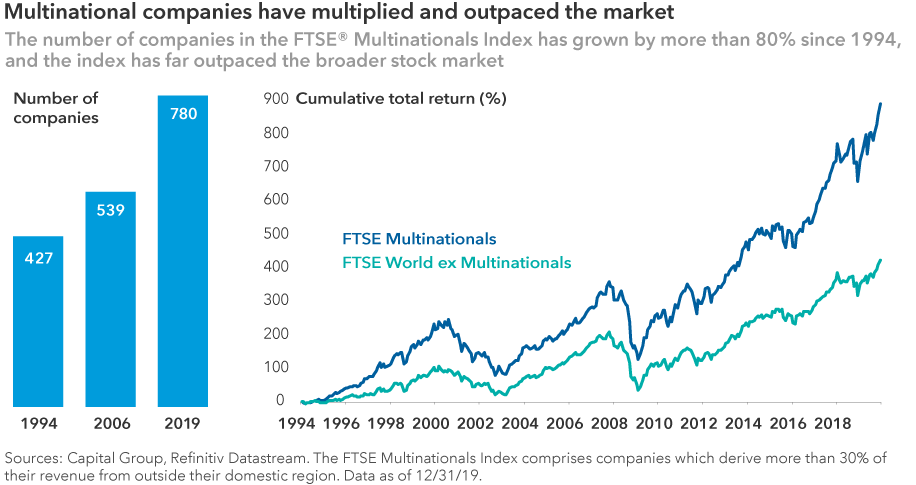 Multinational companies have multiplied and outpaced the market
The number of companies in the FTSE® Multinationals Index has grown by more than 80% since 1994,
and the index has far outpaced the broader stock market
Number of
companies
780
539
427
1994 2006 2019
Cumulative total return (%)
900
800
700
600
500
400
300
200
100
0
FTSE Multinationals
FTSE World ex Multinationals
1994 1996 1998 2000 2002 2004 2006 2008 2010 2012 2014 2016 2018
Sources: Capital Group, Refinitiv Datastream. The FTSE Multinationals Index comprises companies which derive more than 30% of
their revenue from outside their domestic region. Data as of 12/31/19.